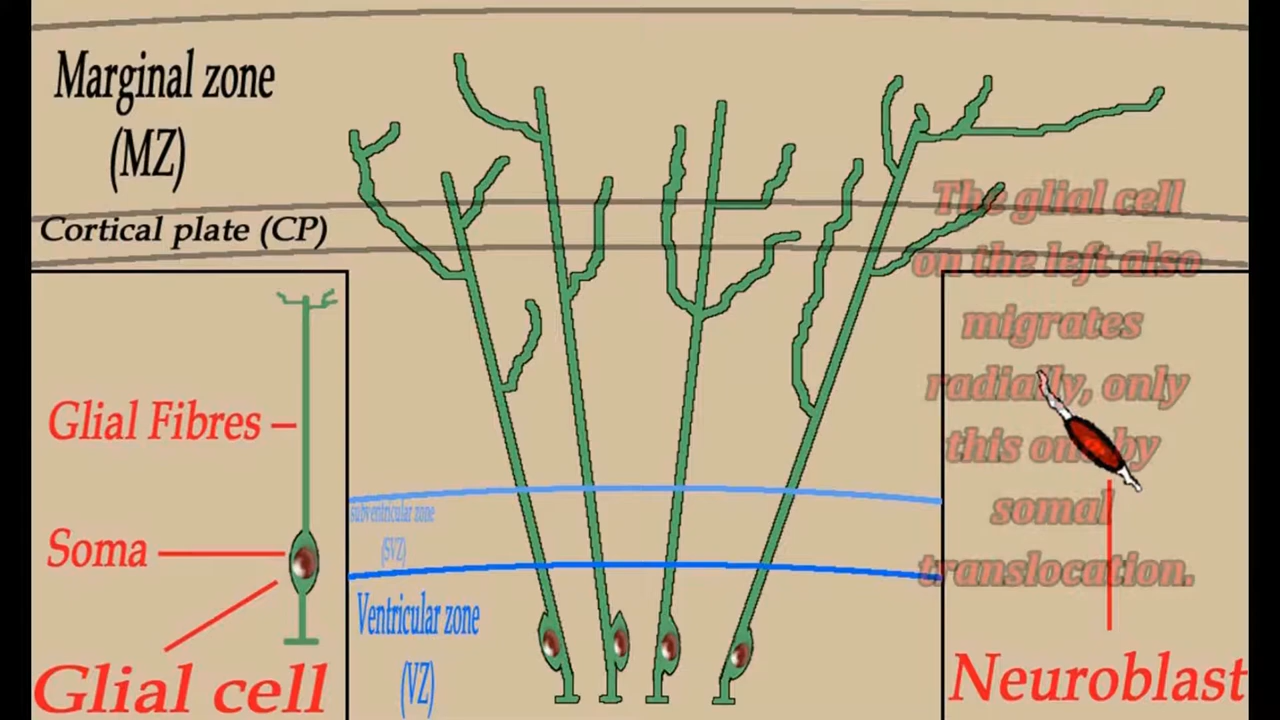 Marginal zone
(MZ)
Cortical plate (CP)
Glial Fibres
Soma
Glial cell
subventricular zone
(SVZ)
Ventricular zone
(VZ)
The glial cell
on the left also
migrates
radially, only
this one by
somal
translocation.
Neuroblast